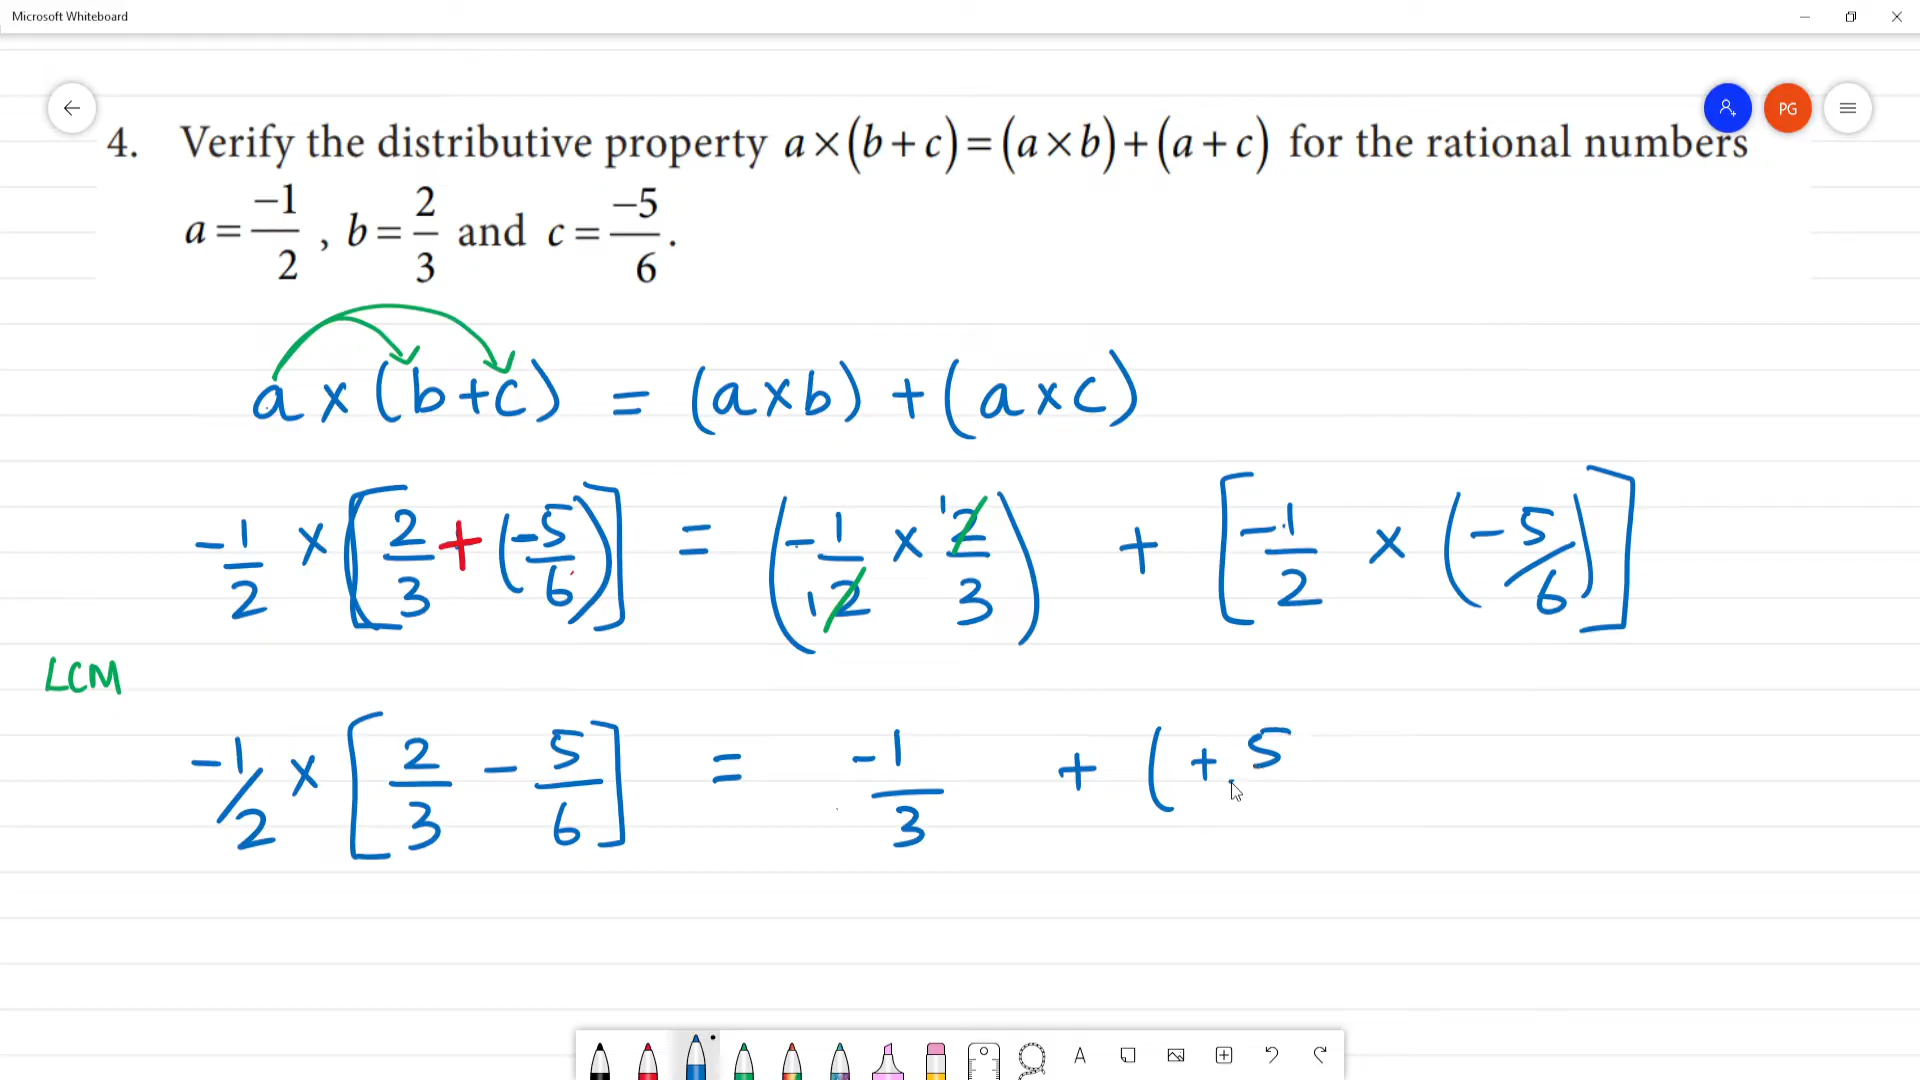 Microsoft Whiteboard
PG
4. Verify the distributive property a×(b+c)=(a×b)+(a+c) for the rational numbers
a = -1/2 , b = 2/3 and c = -5/6 .
a × (b+c) = (a×b) + (a×c)
-1/2 × [2/3 + (-5/6)] = (-1/12 × 12/3) + [-1/2 × (-5/6)]
LCM
-1/2 × [2/3 - 5/6] = -1/3 + (+5
A